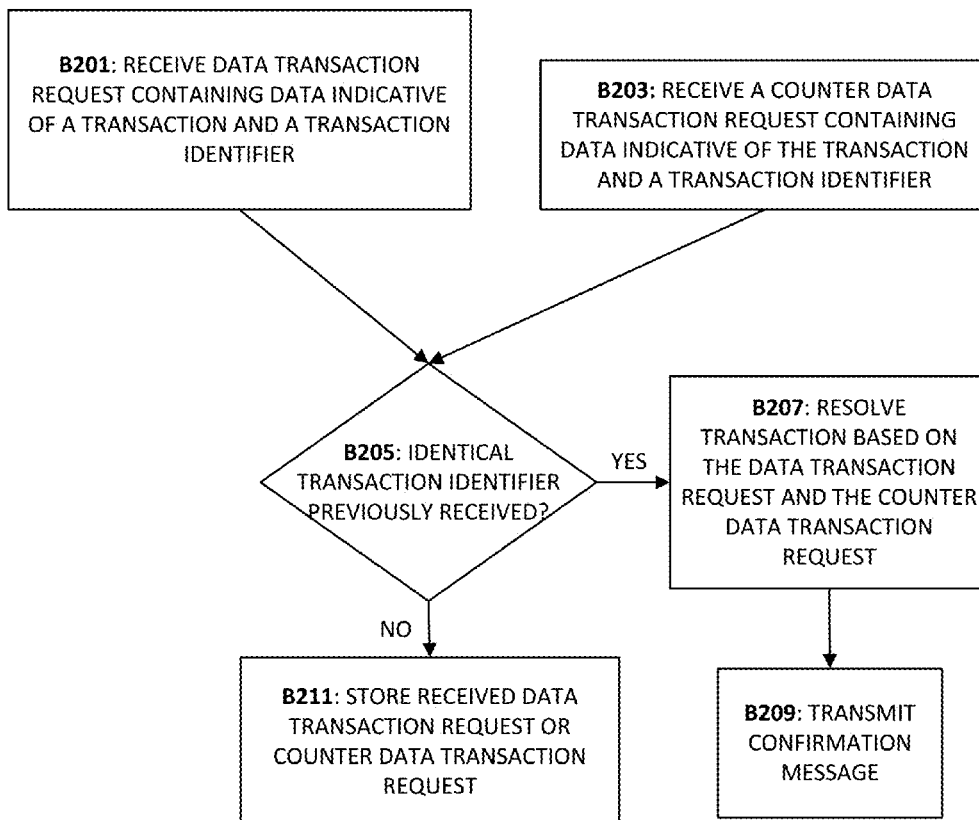 B201: RECEIVE DATA TRANSACTION
REQUEST CONTAINING DATA INDICATIVE
OF A TRANSACTION AND A TRANSACTION
IDENTIFIER
B203: RECEIVE A COUNTER DATA
TRANSACTION REQUEST CONTAINING
DATA INDICATIVE OF THE TRANSACTION
AND A TRANSACTION IDENTIFIER
B205: IDENTICAL
TRANSACTION IDENTIFIER
PREVIOUSLY RECEIVED?
YES
B207: RESOLVE
TRANSACTION BASED ON
THE DATA TRANSACTION
REQUEST AND THE COUNTER
DATA TRANSACTION
REQUEST
NO
B211: STORE RECEIVED DATA
TRANSACTION REQUEST OR
COUNTER DATA TRANSACTION
REQUEST
B209: TRANSMIT
CONFIRMATION
MESSAGE